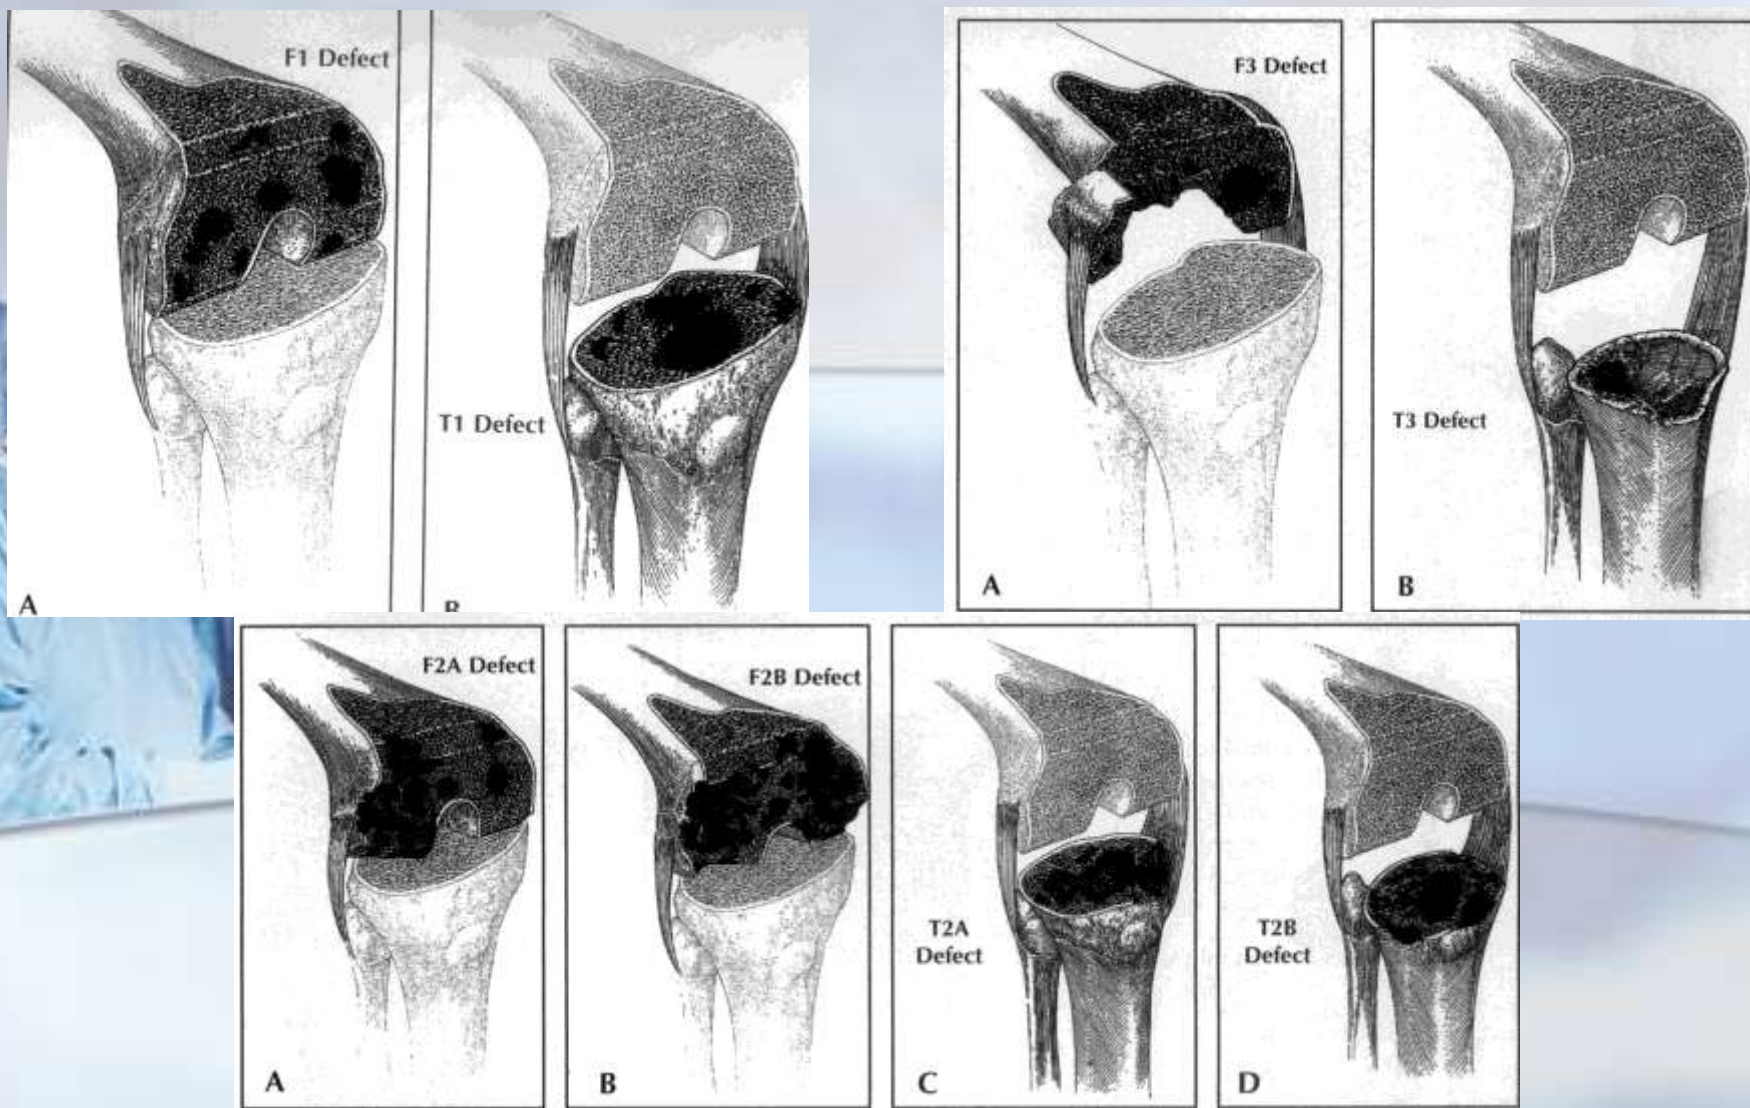 F1 Defect
A
T1 Defect
B
F3 Defect
A
T3 Defect
B
F2A Defect
A
F2B Defect
B
T2A
Defect
C
T2B
Defect
D